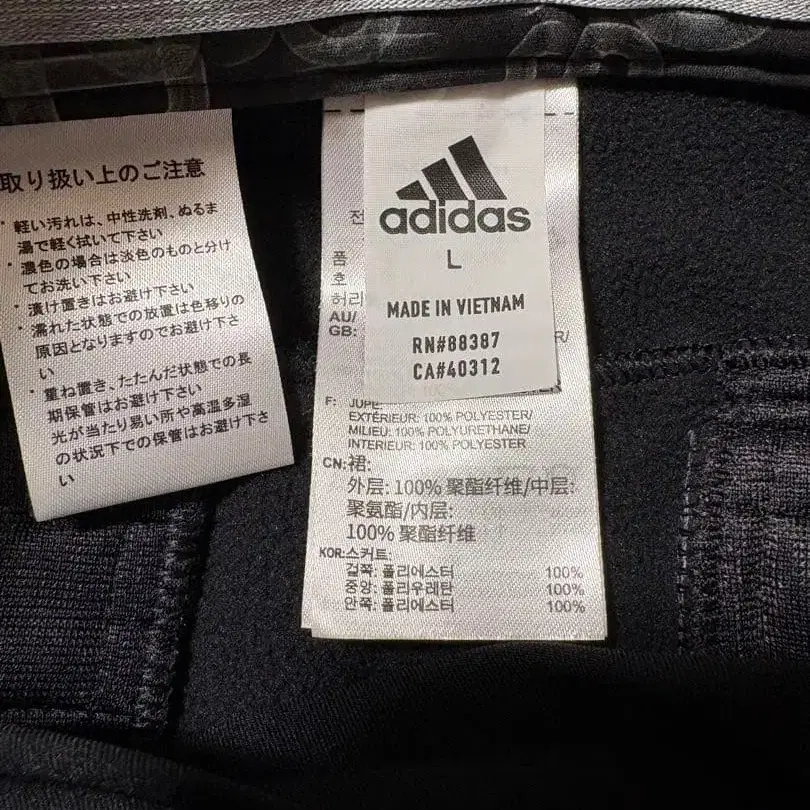 取り扱い上のご注意
・軽い汚れは、中性洗剤、ぬるま
湯で軽く拭いて下さい
・濃色の場合は淡色のものと分け
てお洗い下さい
・漬け置きはお避け下さい
・濡れた状態での放置は色移りの
原因となりますのでお避け下さ
い
・重ね置き、たたんだ状態での長
期保管はお避け下さい
光が当たり易い所や高温多湿
の状況下での保管はお避け下さ
い
adidas
L
MADE IN VIETNAM
RN#88387
CA#40312
전
품
호
허리
AU/
GB:
R/
F: JUPE:
EXTÉRIEUR: 100% POLYESTER/
MILIEU: 100% POLYURETHANE/
INTERIEUR: 100% POLYESTER
CN:裙:
外层: 100% 聚酯纤维/中层:
聚氨酯/内层:
100% 聚酯纤维
KOR:스커트:
겉쪽: 폴리에스터 100%
중앙: 폴리우레탄 100%
안쪽: 폴리에스터 100%